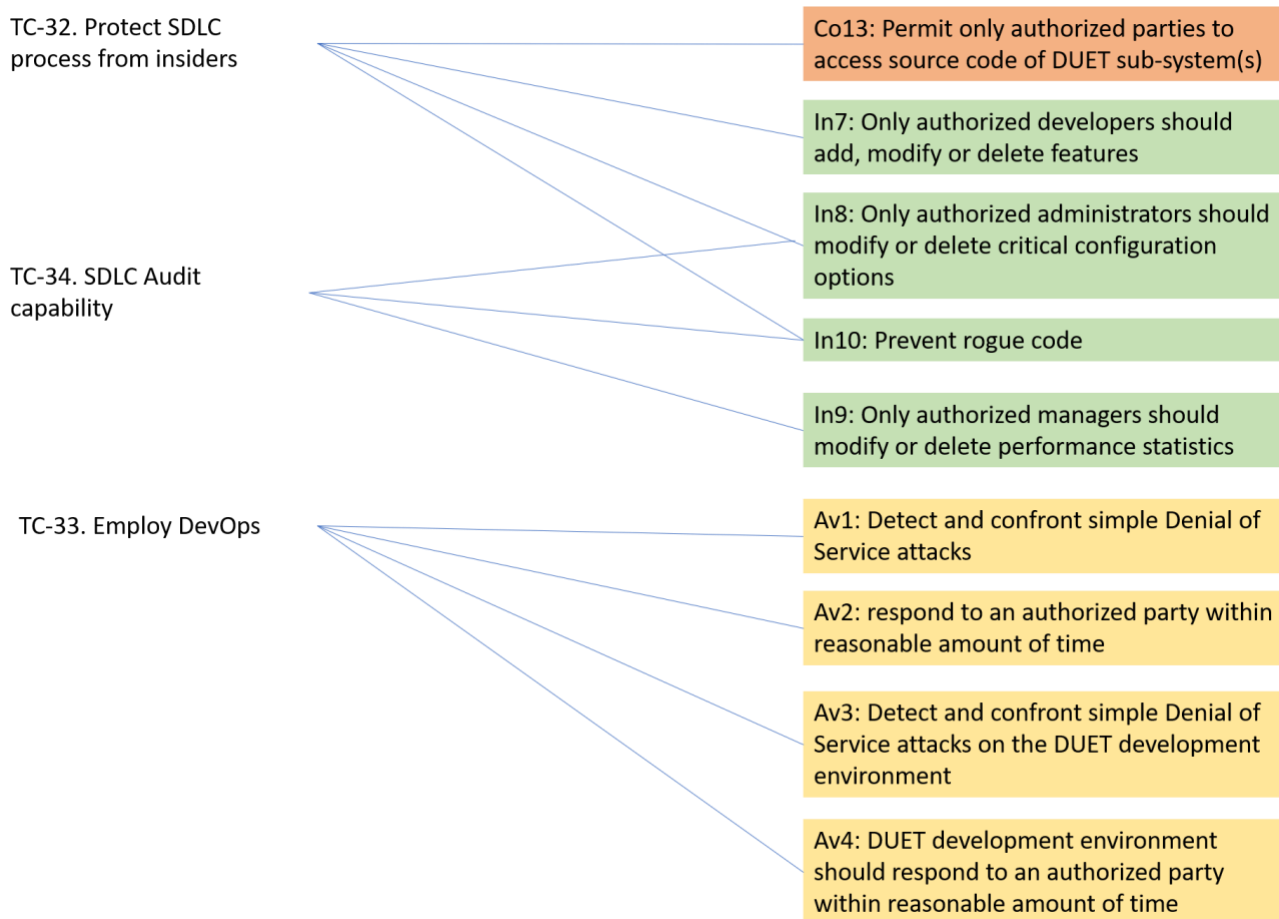 TC-32. Protect SDLC
process from insiders
Co13: Permit only authorized parties to
access source code of DUET sub-system(s)
In7: Only authorized developers should
add, modify or delete features
In8: Only authorized administrators should
modify or delete critical configuration
options
TC-34. SDLC Audit
capability
In10: Prevent rogue code
In9: Only authorized managers should
modify or delete performance statistics
TC-33. Employ DevOps
Av1: Detect and confront simple Denial of
Service attacks
Av2: respond to an authorized party within
reasonable amount of time
Av3: Detect and confront simple Denial of
Service attacks on the DUET development
environment
Av4: DUET development environment
should respond to an authorized party
within reasonable amount of time